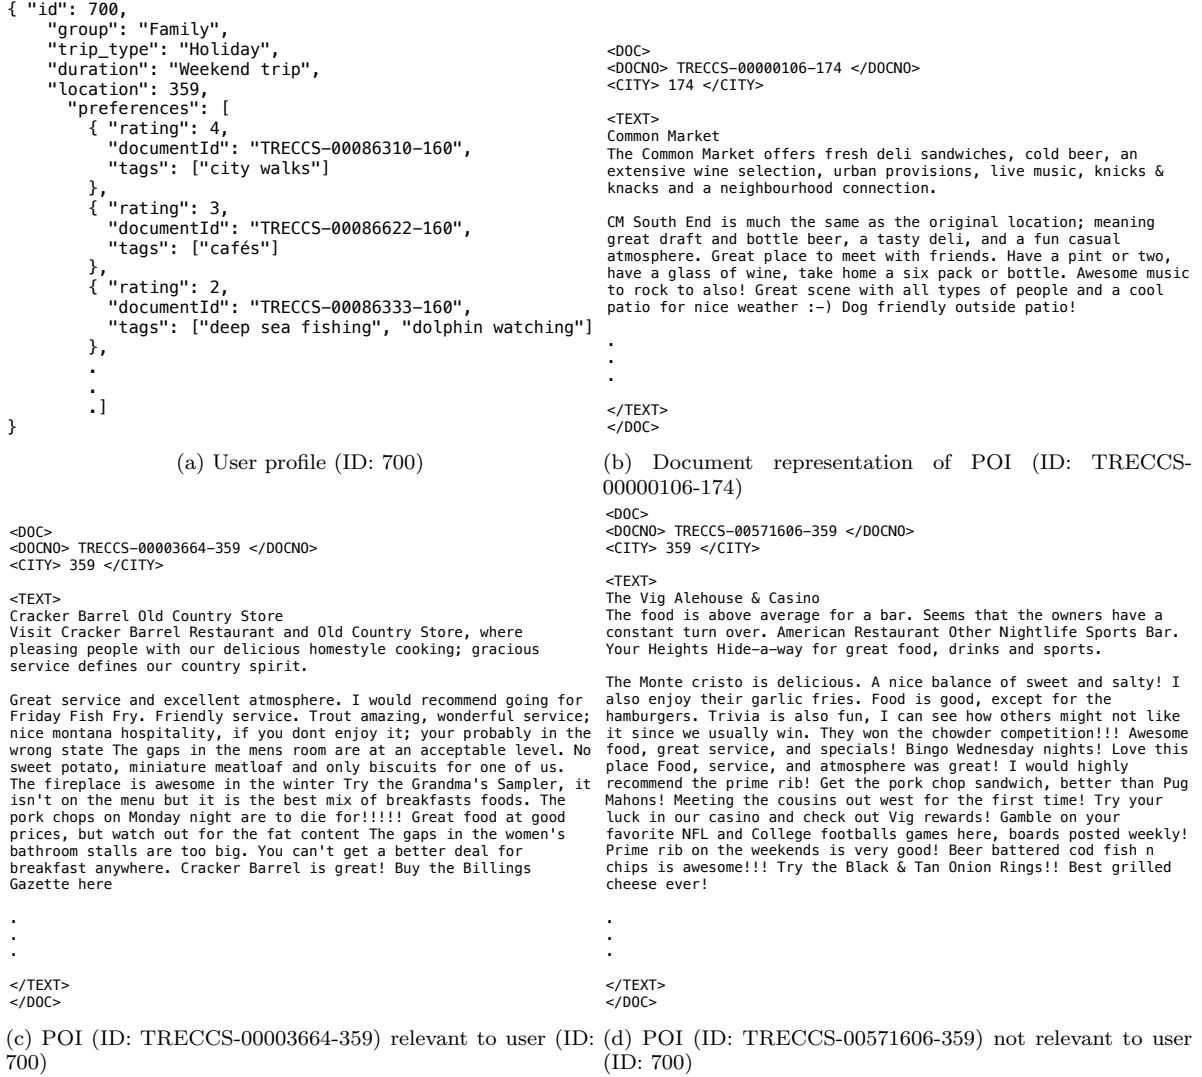 { "id": 700,
"group": "Family",
"trip_type": "Holiday",
"duration": "Weekend trip",
"location": 359,
"preferences": [
{ "rating": 4,
"documentId": "TRECCS-00086310-160",
"tags": ["city walks"]
},
{ "rating": 3,
"documentId": "TRECCS-00086622-160",
"tags": ["cafés"]
},
{ "rating": 2,
"documentId": "TRECCS-00086333-160",
"tags": ["deep sea fishing", "dolphin watching"]
},
.
.
.]
}
(a) User profile (ID: 700)
<DOC>
<DOCNO> TRECCS-00000106-174 </DOCNO>
<CITY> 174 </CITY>
<TEXT>
Common Market
The Common Market offers fresh deli sandwiches, cold beer, an
extensive wine selection, urban provisions, live music, knicks &
knacks and a neighbourhood connection.
CM South End is much the same as the original location; meaning
great draft and bottle beer, a tasty deli, and a fun casual
atmosphere. Great place to meet with friends. Have a pint or two,
have a glass of wine, take home a six pack or bottle. Awesome music
to rock to also! Great scene with all types of people and a cool
patio for nice weather :-) Dog friendly outside patio!
.
.
.
</TEXT>
</DOC>
(b) Document representation of POI (ID: TRECCS-
00000106-174)
<DOC>
<DOCNO> TRECCS-00003664-359 </DOCNO>
<CITY> 359 </CITY>
<TEXT>
Cracker Barrel Old Country Store
Visit Cracker Barrel Restaurant and Old Country Store, where
pleasing people with our delicious homestyle cooking; gracious
service defines our country spirit.
Great service and excellent atmosphere. I would recommend going for
Friday Fish Fry. Friendly service. Trout amazing, wonderful service;
nice montana hospitality, if you dont enjoy it; your probably in the
wrong state The gaps in the mens room are at an acceptable level. No
sweet potato, miniature meatloaf and only biscuits for one of us.
The fireplace is awesome in the winter Try the Grandma's Sampler, it
isn't on the menu but it is the best mix of breakfasts foods. The
pork chops on Monday night are to die for!!!!! Great food at good
prices, but watch out for the fat content The gaps in the women's
bathroom stalls are too big. You can't get a better deal for
breakfast anywhere. Cracker Barrel is great! Buy the Billings
Gazette here
.
.
.
</TEXT>
</DOC>
(c) POI (ID: TRECCS-00003664-359) relevant to user (ID:
700)
<DOC>
<DOCNO> TRECCS-00571606-359 </DOCNO>
<CITY> 359 </CITY>
<TEXT>
The Vig Alehouse & Casino
The food is above average for a bar. Seems that the owners have a
constant turn over. American Restaurant Other Nightlife Sports Bar.
Your Heights Hide-a-way for great food, drinks and sports.
The Monte cristo is delicious. A nice balance of sweet and salty! I
also enjoy their garlic fries. Food is good, except for the
hamburgers. Trivia is also fun, I can see how others might not like
it since we usually win. They won the chowder competition!!! Awesome
food, great service, and specials! Bingo Wednesday nights! Love this
place Food, service, and atmosphere was great! I would highly
recommend the prime rib! Get the pork chop sandwich, better than Pug
Mahons! Meeting the cousins out west for the first time! Try your
luck in our casino and check out Vig rewards! Gamble on your
favorite NFL and College footballs games here, boards posted weekly!
Prime rib on the weekends is very good! Beer battered cod fish n
chips is awesome!!! Try the Black & Tan Onion Rings!! Best grilled
cheese ever!
.
.
.
</TEXT>
</DOC>
(d) POI (ID: TRECCS-00571606-359) not relevant to user
(ID: 700)